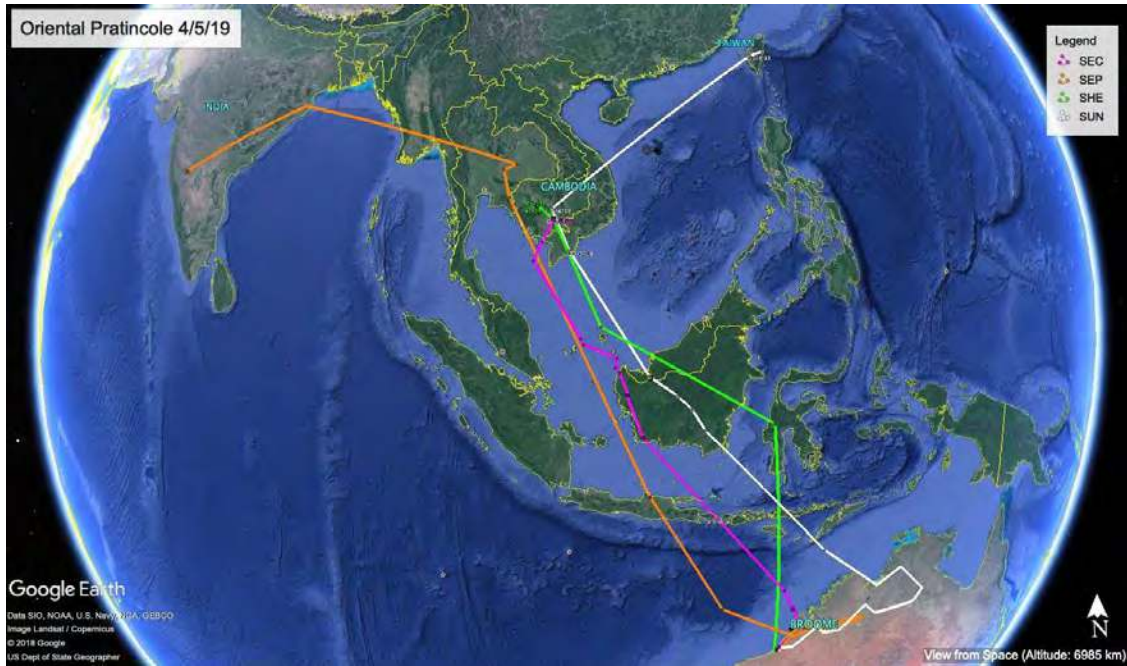 Oriental Pratincole 4/5/19
Legend
SEC
SEP
SHE
SUN
TAIWAN
INDIA
CAMBODIA
BROOME
Google Earth
Data SIO, NOAA, U.S. Navy, NGA, GEBCO
Image Landsat / Copernicus
© 2018 Google
US Dept of State Geographer
N
View from Space (Altitude: 6985 km)